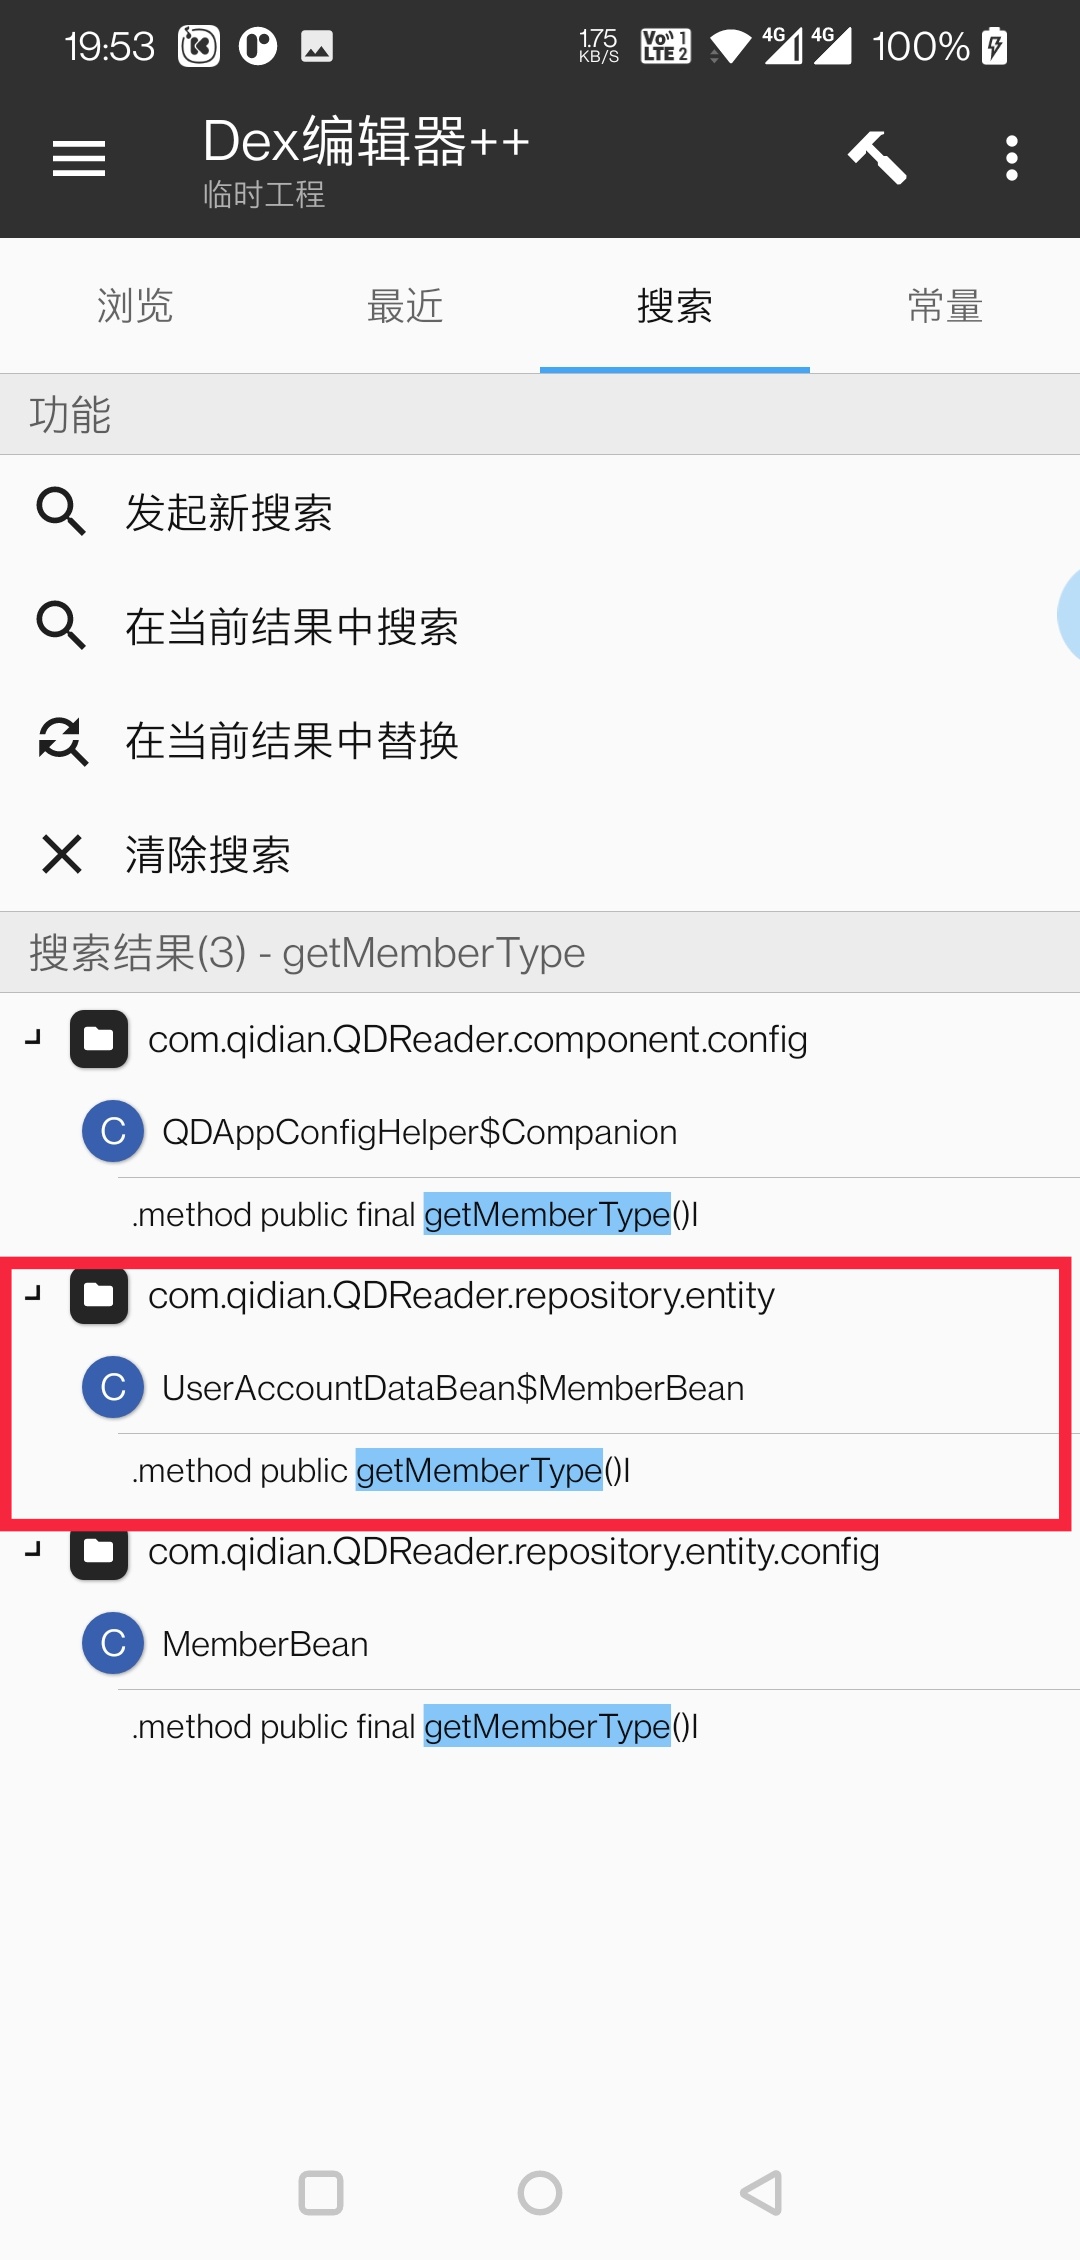 19:53
1.75
KB/S
Vo 1
LTE 2
4G 4G 100%
Dex编辑器++
临时工程
浏览 最近 搜索 常量
功能
发起新搜索
在当前结果中搜索
在当前结果中替换
清除搜索
搜索结果(3) - getMemberType
com.qidian.QDReader.component.config
C QDAppConfigHelper$Companion
.method public final getMemberType()I
com.qidian.QDReader.repository.entity
C UserAccountDataBean$MemberBean
.method public getMemberType()I
com.qidian.QDReader.repository.entity.config
C MemberBean
.method public final getMemberType()I